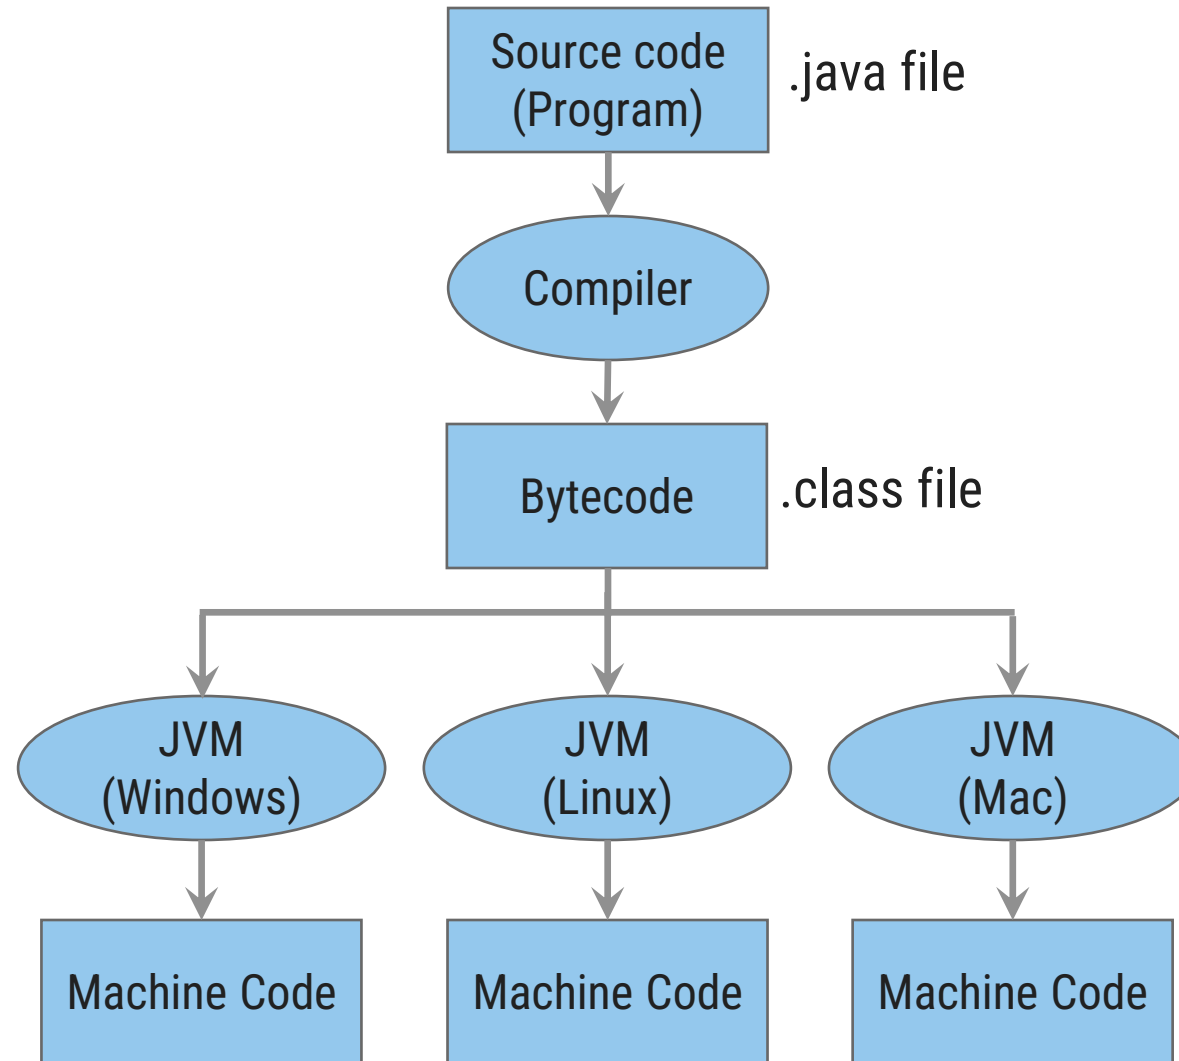 Source code
(Program)
.java file
Compiler
Bytecode
.class file
JVM
(Windows)
JVM
(Linux)
JVM
(Mac)
Machine Code
Machine Code
Machine Code